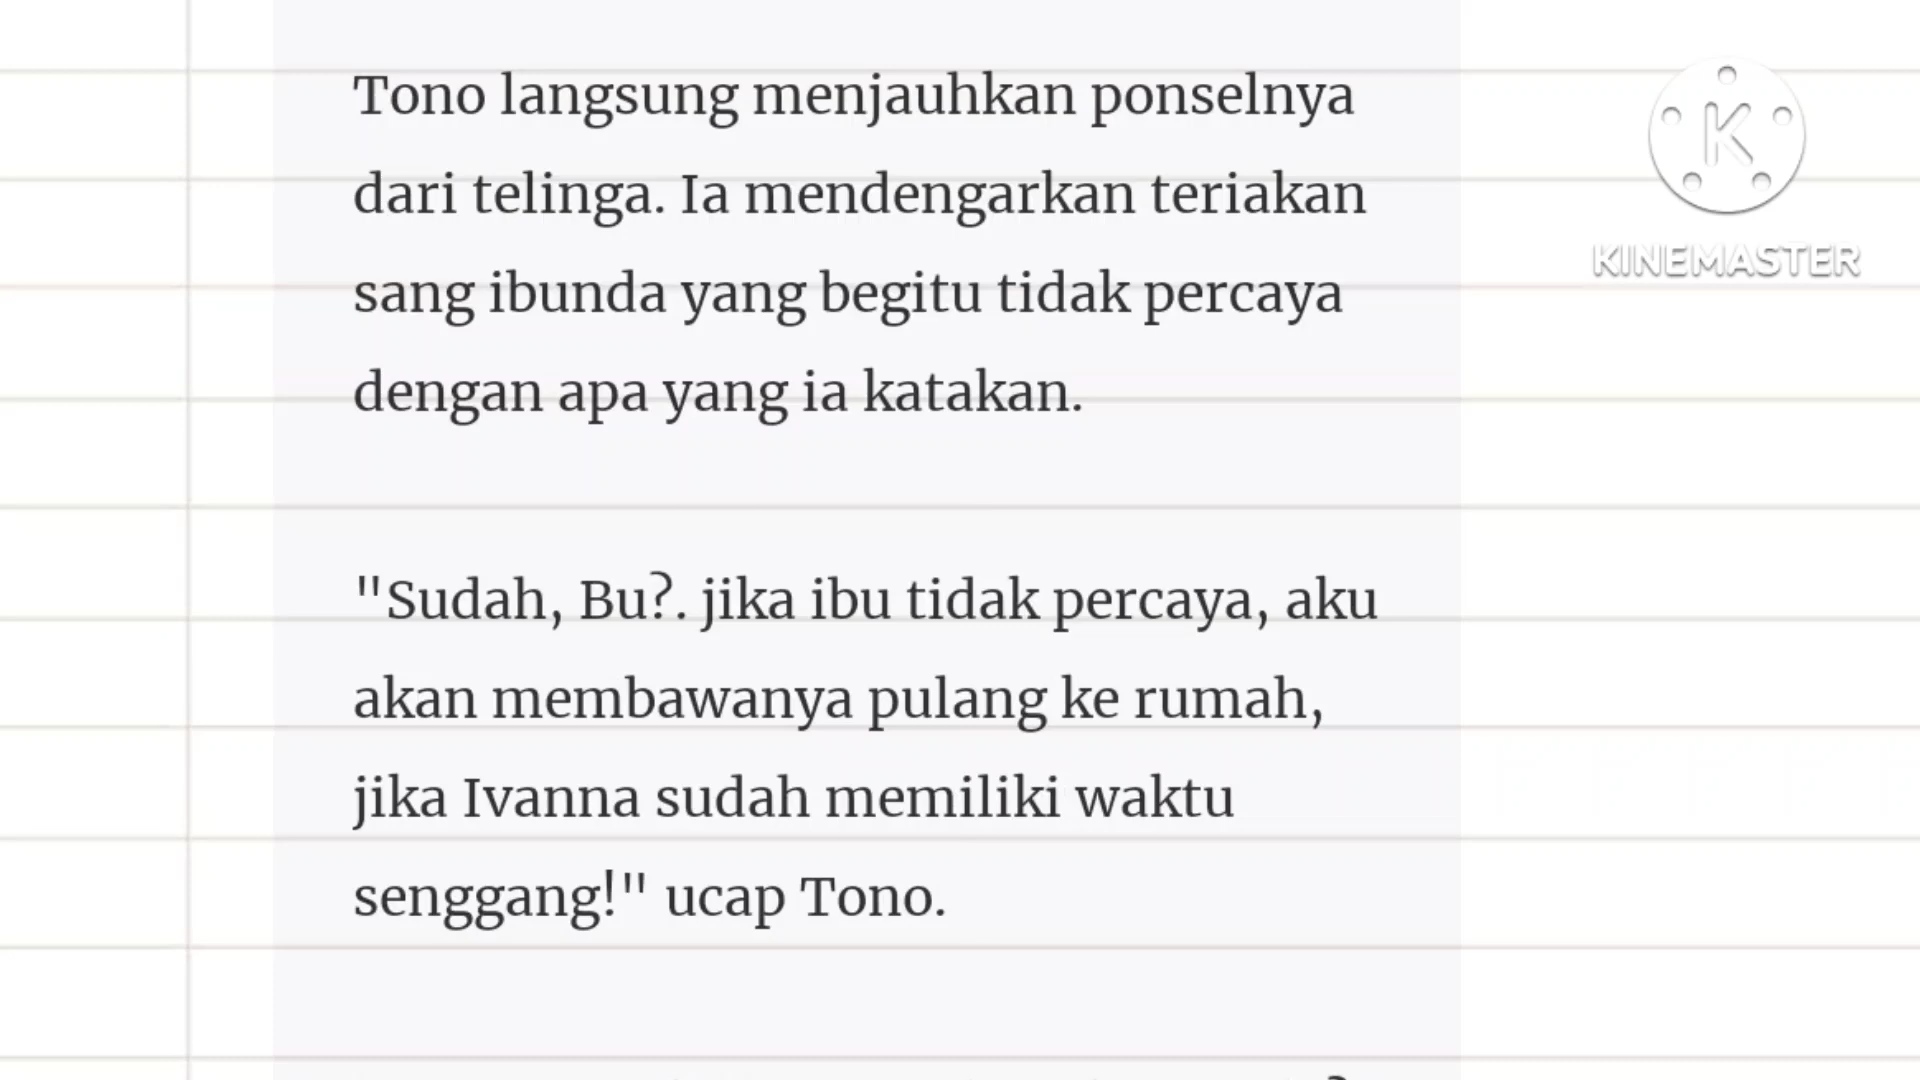 Tono langsung menjauhkan ponselnya
dari telinga. Ia mendengarkan teriakan
sang ibunda yang begitu tidak percaya
dengan apa yang ia katakan.
"Sudah, Bu?. jika ibu tidak percaya, aku
akan membawanya pulang ke rumah,
jika Ivanna sudah memiliki waktu
senggang!" ucap Tono.
K
KINEMASTER